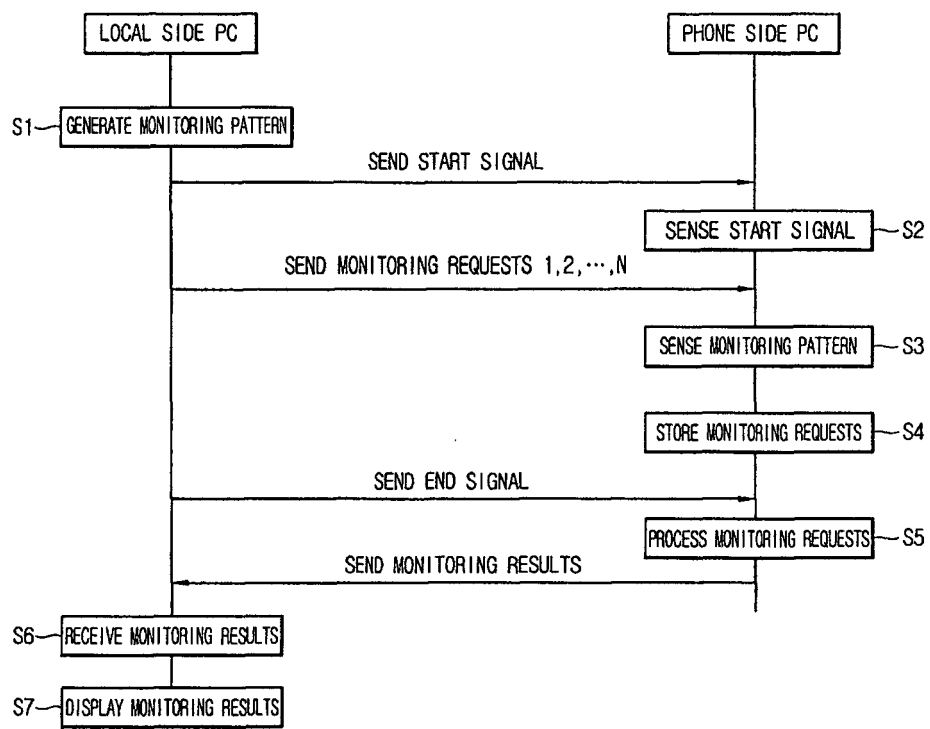 LOCAL SIDE PC
PHONE SIDE PC
S1
GENERATE MONITORING PATTERN
SEND START SIGNAL
SENSE START SIGNAL
S2
SEND MONITORING REQUESTS 1,2,···,N
SENSE MONITORING PATTERN
S3
STORE MONITORING REQUESTS
S4
SEND END SIGNAL
PROCESS MONITORING REQUESTS
S5
SEND MONITORING RESULTS
S6
RECEIVE MONITORING RESULTS
S7
DISPLAY MONITORING RESULTS